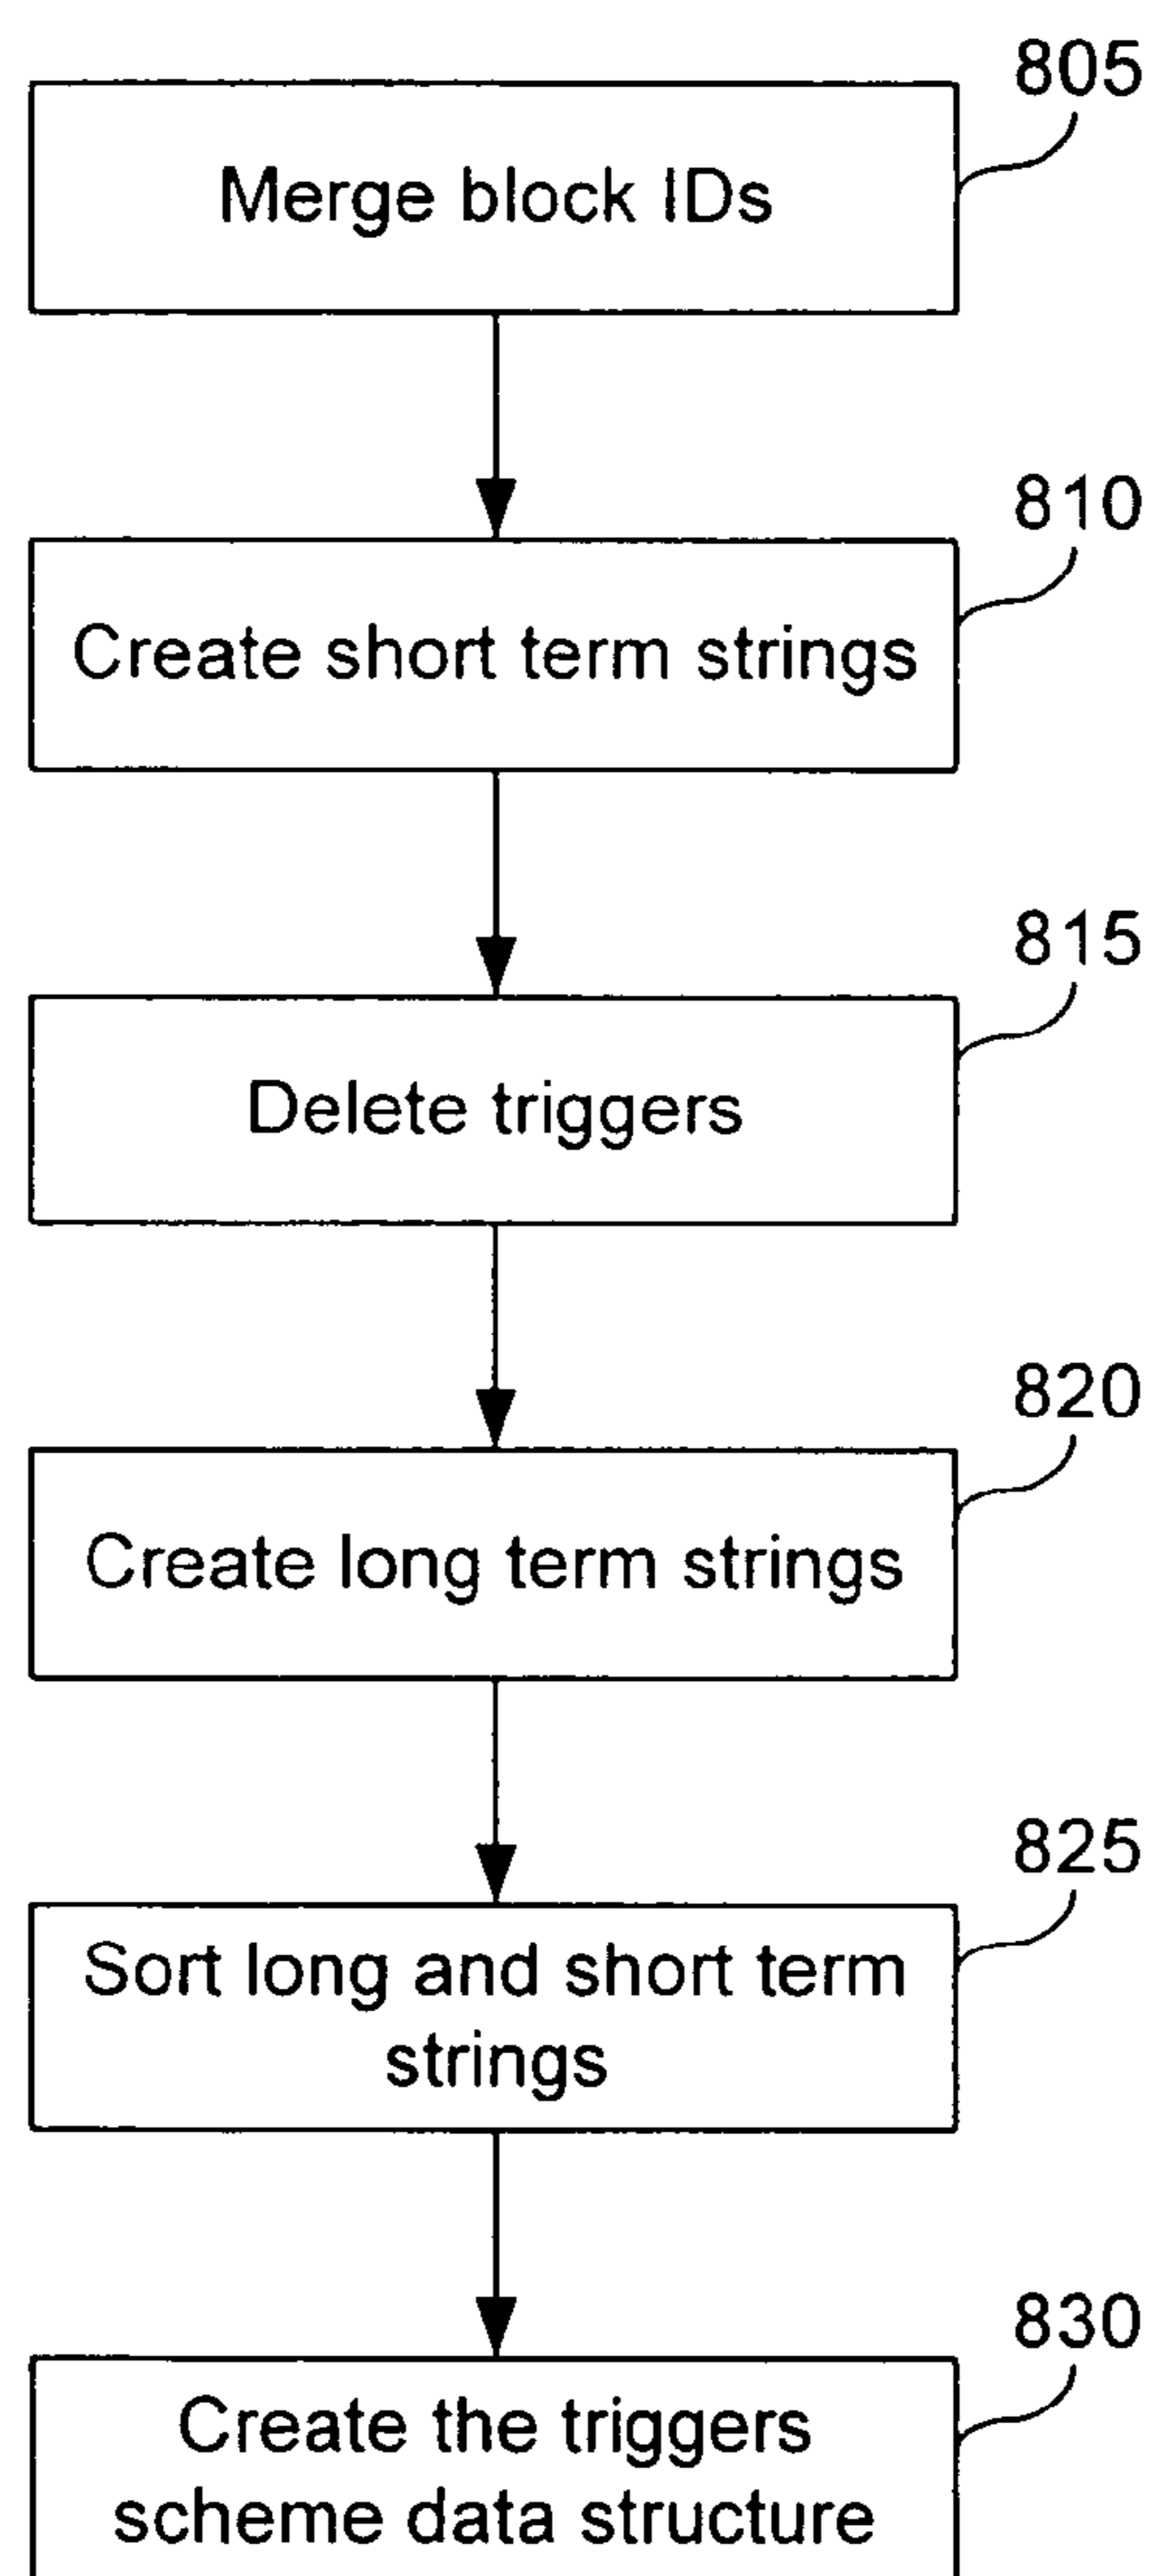 805
Merge block IDs
810
Create short term strings
815
Delete triggers
820
Create long term strings
825
Sort long and short term
strings
830
Create the triggers
scheme data structure